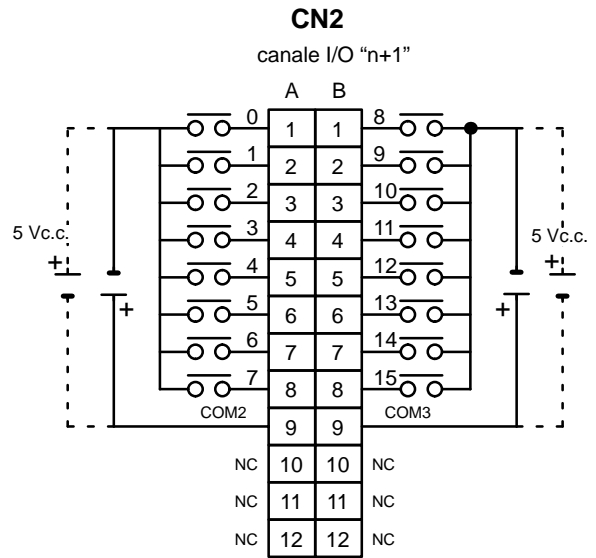 CN2
canale I/O “n+1”
A B
0 1 1 8
1 2 2 9
2 3 3 10
3 4 4 11
5 Vc.c. 5 Vc.c.
+ 4 5 5 12 +
+ 5 6 6 13 +
6 7 7 14
7 8 8 15
COM2 9 9 COM3
NC 10 10 NC
NC 11 11 NC
NC 12 12 NC